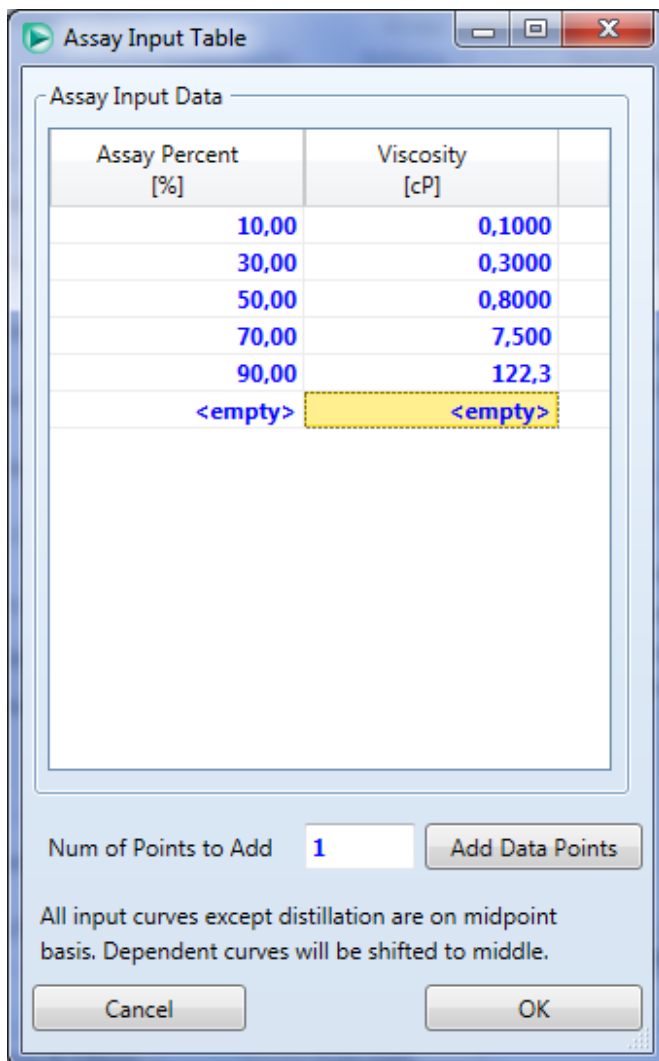 Assay Input Table
Assay Input Data
Assay Percent Viscosity
[%] [cP]
10,00 0,1000
30,00 0,3000
50,00 0,8000
70,00 7,500
90,00 122,3
<empty> <empty>
Num of Points to Add 1 Add Data Points
All input curves except distillation are on midpoint
basis. Dependent curves will be shifted to middle.
Cancel OK